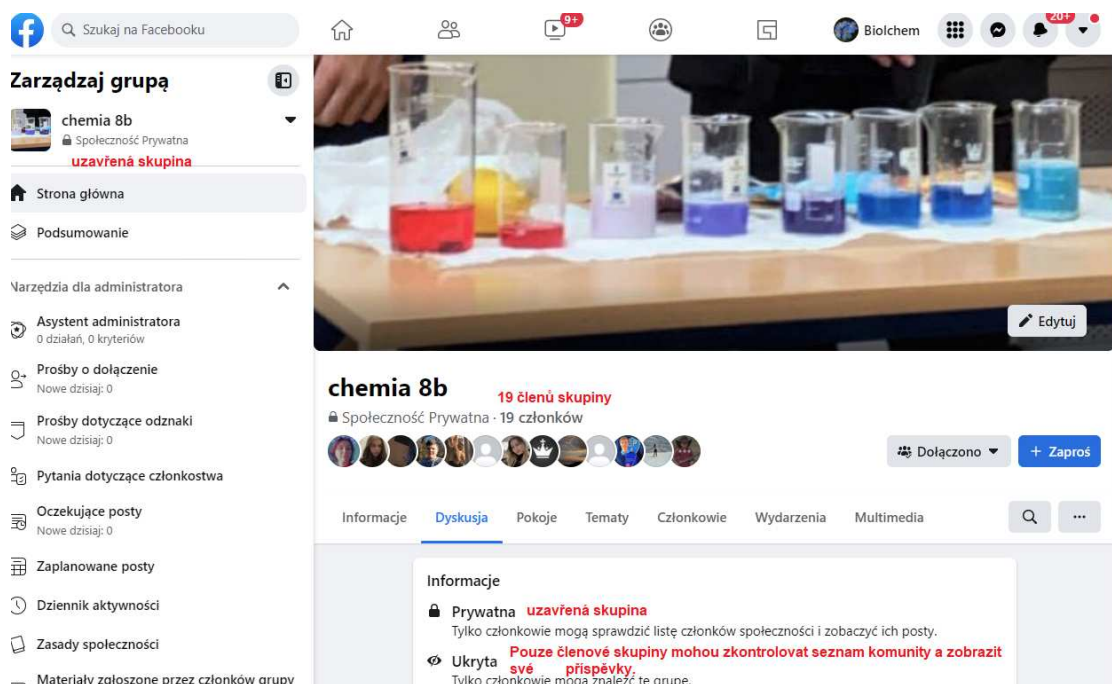 Szukaj na Facebooku
9+
Biolchem
20+
Zarządzaj grupą
chemia 8b
Społeczność Prywatna
uzavřená skupina
Strona główna
Podsumowanie
Narzędzia dla administratora
Asystent administratora
0 działań, 0 kryteriów
Prośby o dołączenie
Nowe dzisiaj: 0
Prośby dotyczące odznaki
Nowe dzisiaj: 0
Pytania dotyczące członkostwa
Oczekujące posty
Nowe dzisiaj: 0
Zaplanowane posty
Dziennik aktywności
Zasady społeczności
Materiały zgłoszone przez członków grupy
Edytuj
chemia 8b
19 členů skupiny
Społeczność Prywatna · 19 członków
Dołączono
+ Zaproś
Informacje Dyskusja Pokoje Tematy Członkowie Wydarzenia Multimedia
Informacje
Prywatna uzavřená skupina
Tylko członkowie mogą sprawdzić listę członków społeczności i zobaczyć ich posty.
Pouze členové skupiny mohou zkontrolovat seznam komunity a zobrazit
Ukryta své příspěvky.
Tylko członkowie mogą znaleźć tę grupę.